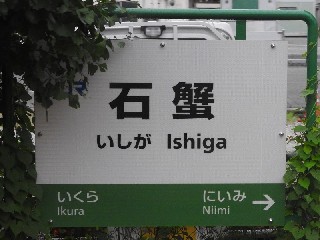 石蟹
いしが Ishiga
いくら にいみ →
Ikura Niimi